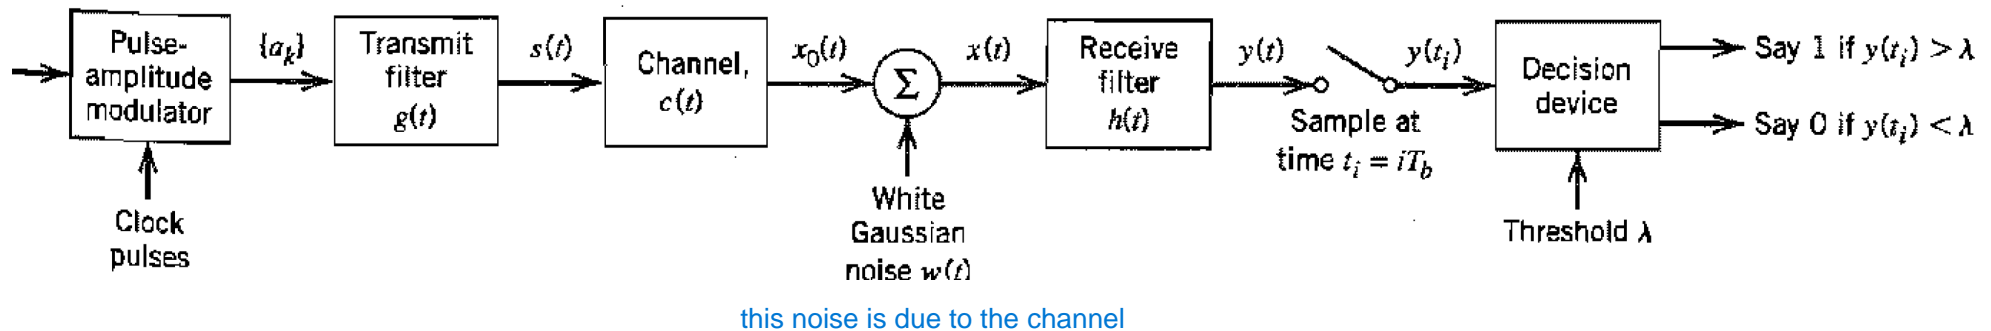 Pulse-
amplitude
modulator
{a_k}
Transmit
filter
g(t)
s(t)
Channel,
c(t)
x_0(t)
Σ
x(t)
Receive
filter
h(t)
y(t)
y(t_i)
Decision
device
Say 1 if y(t_i) > λ
Say 0 if y(t_i) < λ
Clock
pulses
White
Gaussian
noise w(t)
Sample at
time t_i = iT_b
Threshold λ
this noise is due to the channel